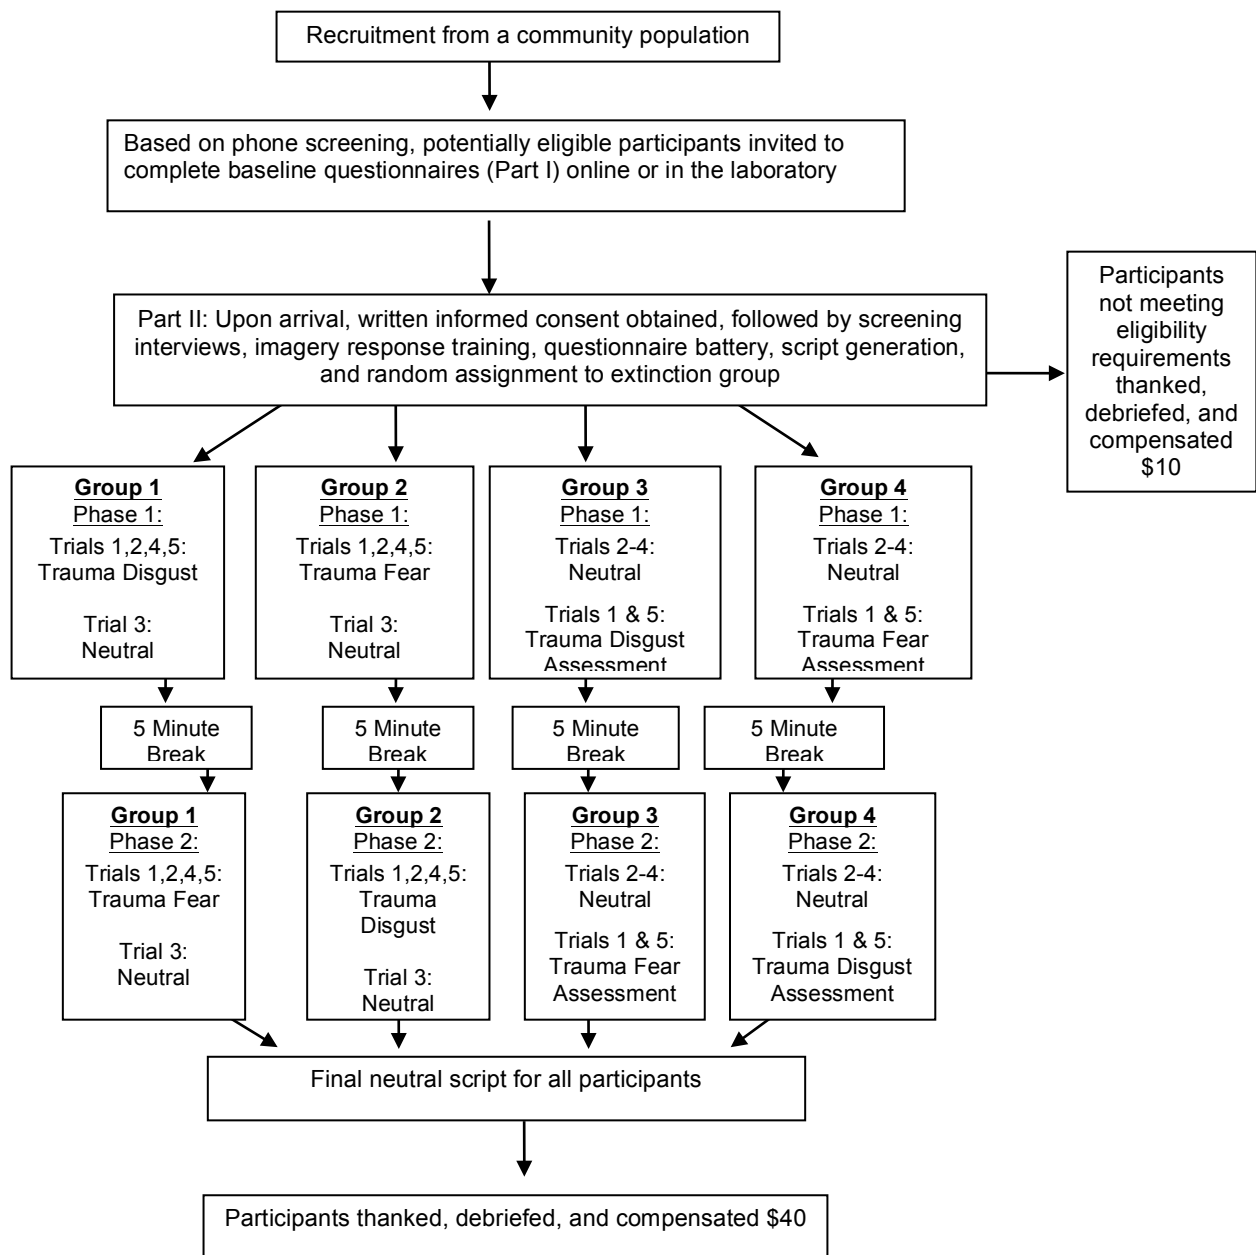 Recruitment from a community population
Based on phone screening, potentially eligible participants invited to
complete baseline questionnaires (Part I) online or in the laboratory
Part II: Upon arrival, written informed consent obtained, followed by screening
interviews, imagery response training, questionnaire battery, script generation,
and random assignment to extinction group
Participants
not meeting
eligibility
requirements
thanked,
debriefed, and
compensated
$10
Group 1
Phase 1:
Trials 1,2,4,5:
Trauma Disgust
Trial 3:
Neutral
Group 2
Phase 1:
Trials 1,2,4,5:
Trauma Fear
Trial 3:
Neutral
Group 3
Phase 1:
Trials 2-4:
Neutral
Trials 1 & 5:
Trauma Disgust
Assessment
Group 4
Phase 1:
Trials 2-4:
Neutral
Trials 1 & 5:
Trauma Fear
Assessment
5 Minute
Break
5 Minute
Break
5 Minute
Break
5 Minute
Break
Group 1
Phase 2:
Trials 1,2,4,5:
Trauma Fear
Trial 3:
Neutral
Group 2
Phase 2:
Trials 1,2,4,5:
Trauma
Disgust
Trial 3:
Neutral
Group 3
Phase 2:
Trials 2-4:
Neutral
Trials 1 & 5:
Trauma Fear
Assessment
Group 4
Phase 2:
Trials 2-4:
Neutral
Trials 1 & 5:
Trauma Disgust
Assessment
Final neutral script for all participants
Participants thanked, debriefed, and compensated $40